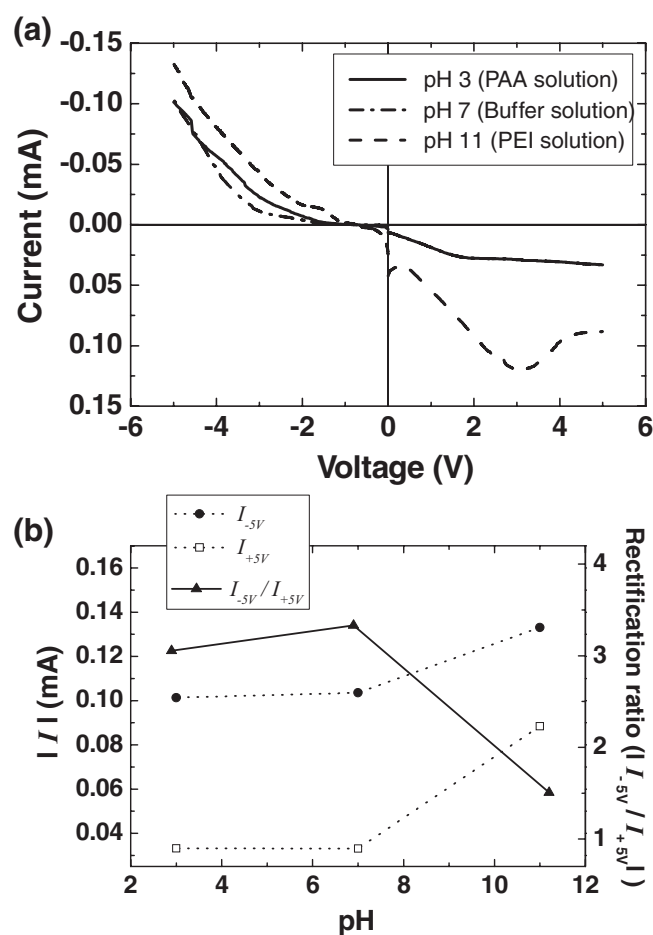 (a)
-0.15
-0.10
-0.05
0.00
0.05
0.10
0.15
Current (mA)
pH 3 (PAA solution)
pH 7 (Buffer solution)
pH 11 (PEI solution)
-6 -4 -2 0 2 4 6
Voltage (V)
(b)
I-5V
I+5V
I-5V / I+5V
0.16
0.14
0.12
0.10
0.08
0.06
0.04
| I | (mA)
4
3
2
1
Rectification ratio (| I-5V / I+5V| )
2 4 6 8 10 12
pH